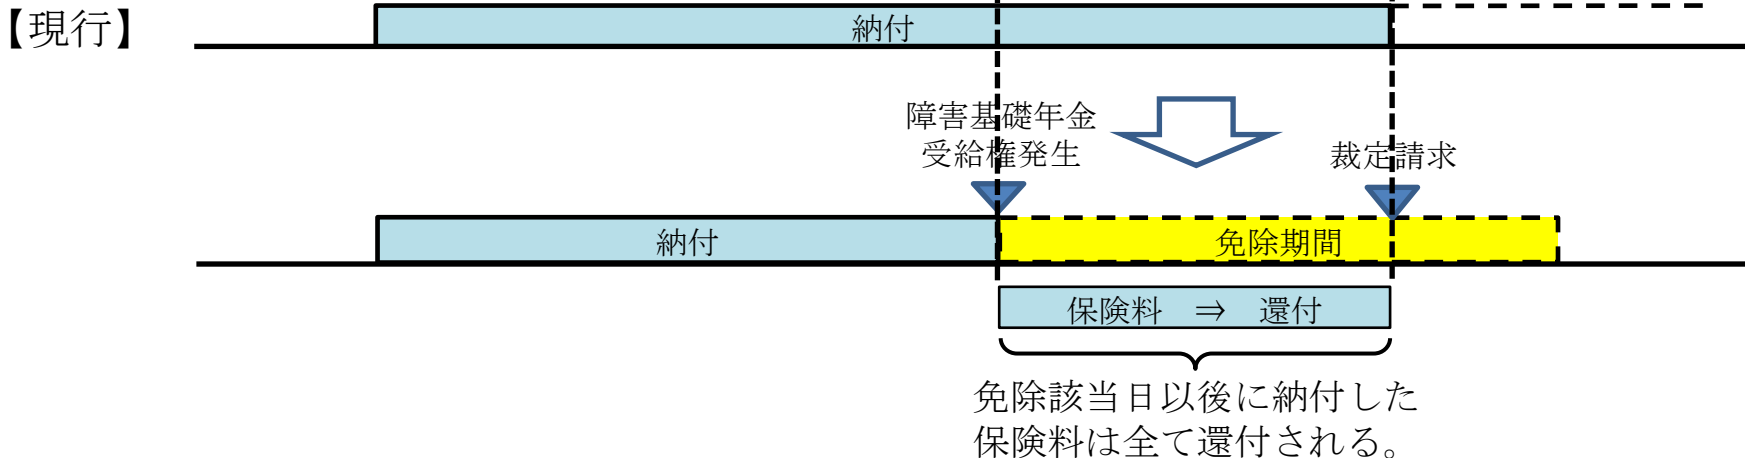 【現行】
納付
障害基礎年金
受給権発生
裁定請求
納付
免除期間
保険料 ⇒ 還付
免除該当日以後に納付した
保険料は全て還付される。